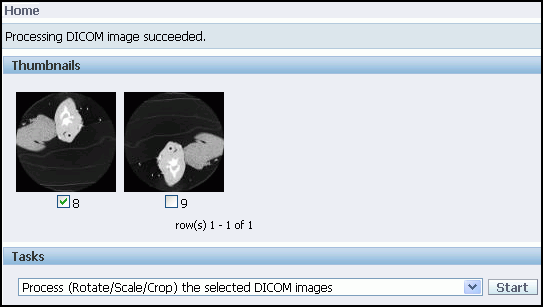 Home
Processing DICOM image succeeded.
Thumbnails
8 9
row(s) 1 - 1 of 1
Tasks
Process (Rotate/Scale/Crop) the selected DICOM images Start